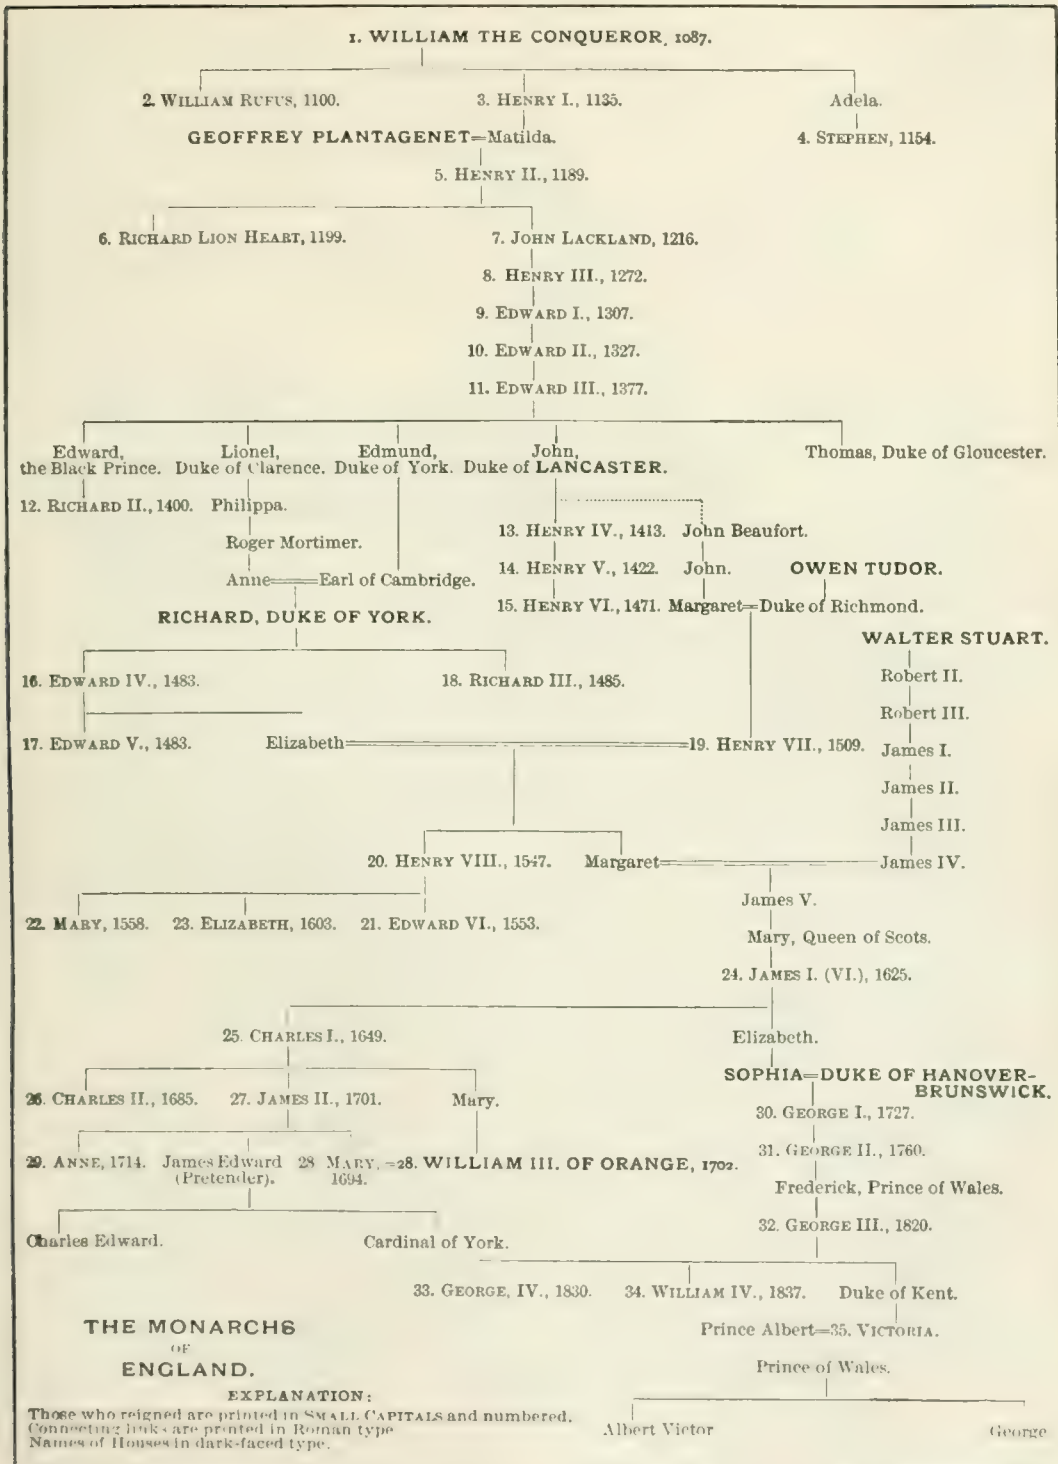 1. WILLIAM THE CONQUEROR, 1087.
2. WILLIAM RUFUS, 1100. 3. HENRY I., 1135. Adela.
GEOFFREY PLANTAGENET=Matilda. 4. STEPHEN, 1154.
5. HENRY II., 1189.
6. RICHARD LION HEART, 1199. 7. JOHN LACKLAND, 1216.
8. HENRY III., 1272.
9. EDWARD I., 1307.
10. EDWARD II., 1327.
11. EDWARD III., 1377.
Edward, Lionel, Edmund, John, Thomas, Duke of Gloucester.
the Black Prince. Duke of Clarence. Duke of York. Duke of LANCASTER.
12. RICHARD II., 1400. Philippa.
13. HENRY IV., 1413. John Beaufort.
Roger Mortimer.
14. HENRY V., 1422. John. OWEN TUDOR.
Anne=Earl of Cambridge.
15. HENRY VI., 1471. Margaret=Duke of Richmond.
RICHARD, DUKE OF YORK.
WALTER STUART.
16. EDWARD IV., 1483. 18. RICHARD III., 1485. Robert II.
Robert III.
17. EDWARD V., 1483. Elizabeth=19. HENRY VII., 1509. James I.
James II.
James III.
20. HENRY VIII., 1547. Margaret=James IV.
James V.
22. MARY, 1558. 23. ELIZABETH, 1603. 21. EDWARD VI., 1553.
Mary, Queen of Scots.
24. JAMES I. (VI.), 1625.
25. CHARLES I., 1649. Elizabeth.
SOPHIA=DUKE OF HANOVER-
BRUNSWICK.
26. CHARLES II., 1685. 27. JAMES II., 1701. Mary.
30. GEORGE I., 1727.
29. ANNE, 1714. James Edward 28 MARY, =28. WILLIAM III. OF ORANGE, 1702.
(Pretender). 1694.
31. GEORGE II., 1760.
Frederick, Prince of Wales.
32. GEORGE III., 1820.
Charles Edward. Cardinal of York.
33. GEORGE, IV., 1830. 34. WILLIAM IV., 1837. Duke of Kent.
Prince Albert=35. VICTORIA.
Prince of Wales.
Albert Victor George
THE MONARCHS
OF
ENGLAND.
EXPLANATION:
Those who reigned are printed in SMALL CAPITALS and numbered.
Connecting links are printed in Roman type
Names of Houses in dark-faced type.